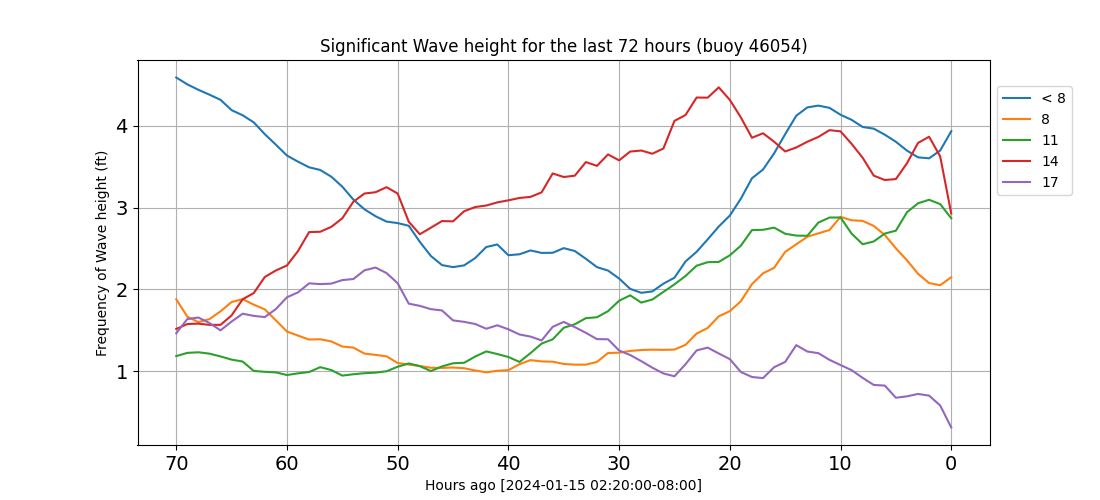 Significant Wave height for the last 72 hours (buoy 46054)
Frequency of Wave height (ft)
4
3
2
1
70 60 50 40 30 20 10 0
Hours ago [2024-01-15 02:20:00-08:00]
< 8
8
11
14
17